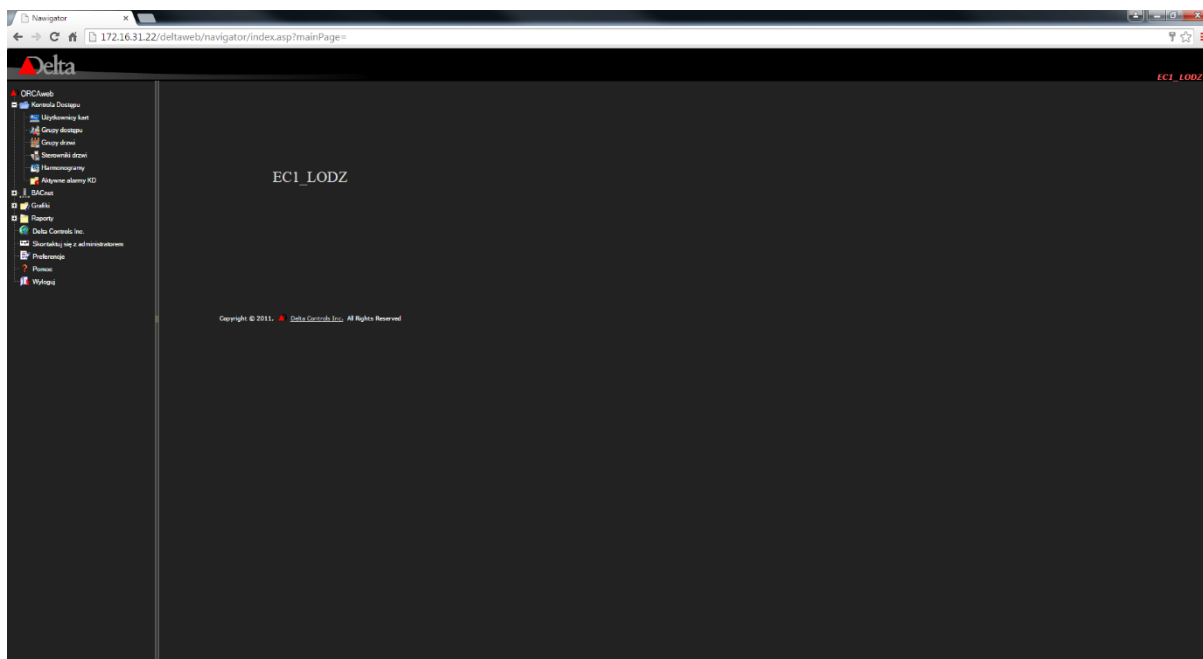 Nawigator
172.16.31.22/deltaweb/navigator/index.asp?mainPage=
Delta
EC1_LODZ
ORCAweb
Kontrola Dostępu
Użytkownicy kart
Grupy dostępu
Grupy drzwi
Sterowniki drzwi
Harmonogramy
Aktywne alarmy KD
BACnet
Grafiki
Raporty
Delta Controls Inc.
Skontaktuj się z administratorem
Preferencje
Pomoc
Wyloguj
EC1_LODZ
Copyright © 2011, Delta Controls Inc. All Rights Reserved